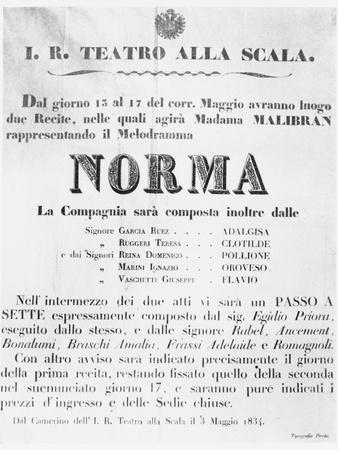 I. R. TEATRO ALLA SCALA.
Dal giorno 15 al 17 del corr. Maggio avranno luogo
due Recite, nelle quali agirà Madama MALIBRAN
rappresentando il Melodramma
NORMA
La Compagnia sarà composta inoltre dalle
Signore GARCIA RUEZ . . . . ADALGISA
„ RUGGERI TERESA . . . CLOTILDE
e dai Signori REINA DOMENICO . . . POLLIONE
„ MARINI IGNAZIO . . . OROVESO
„ VASCHETTI GIUSEPPE . . FLAVIO
Nell'intermezzo dei due atti vi sarà un PASSO A
SETTE espressamente composto dal sig. Egidio Priora,
eseguito dallo stesso, e dalle signore Rabel, Ancement,
Bonalumi, Braschi Amalia, Frassi Adelaide e Romagnoli.
Con altro avviso sarà indicato precisamente il giorno
della prima recita, restando fissato quello della seconda
nel suenunciato giorno 17, e saranno pure indicati i
prezzi d'ingresso e delle Sedie chiuse.
Dal Camerino dell'I. R. Teatro alla Scala il 3 Maggio 1834.
Tipografia Pirola.